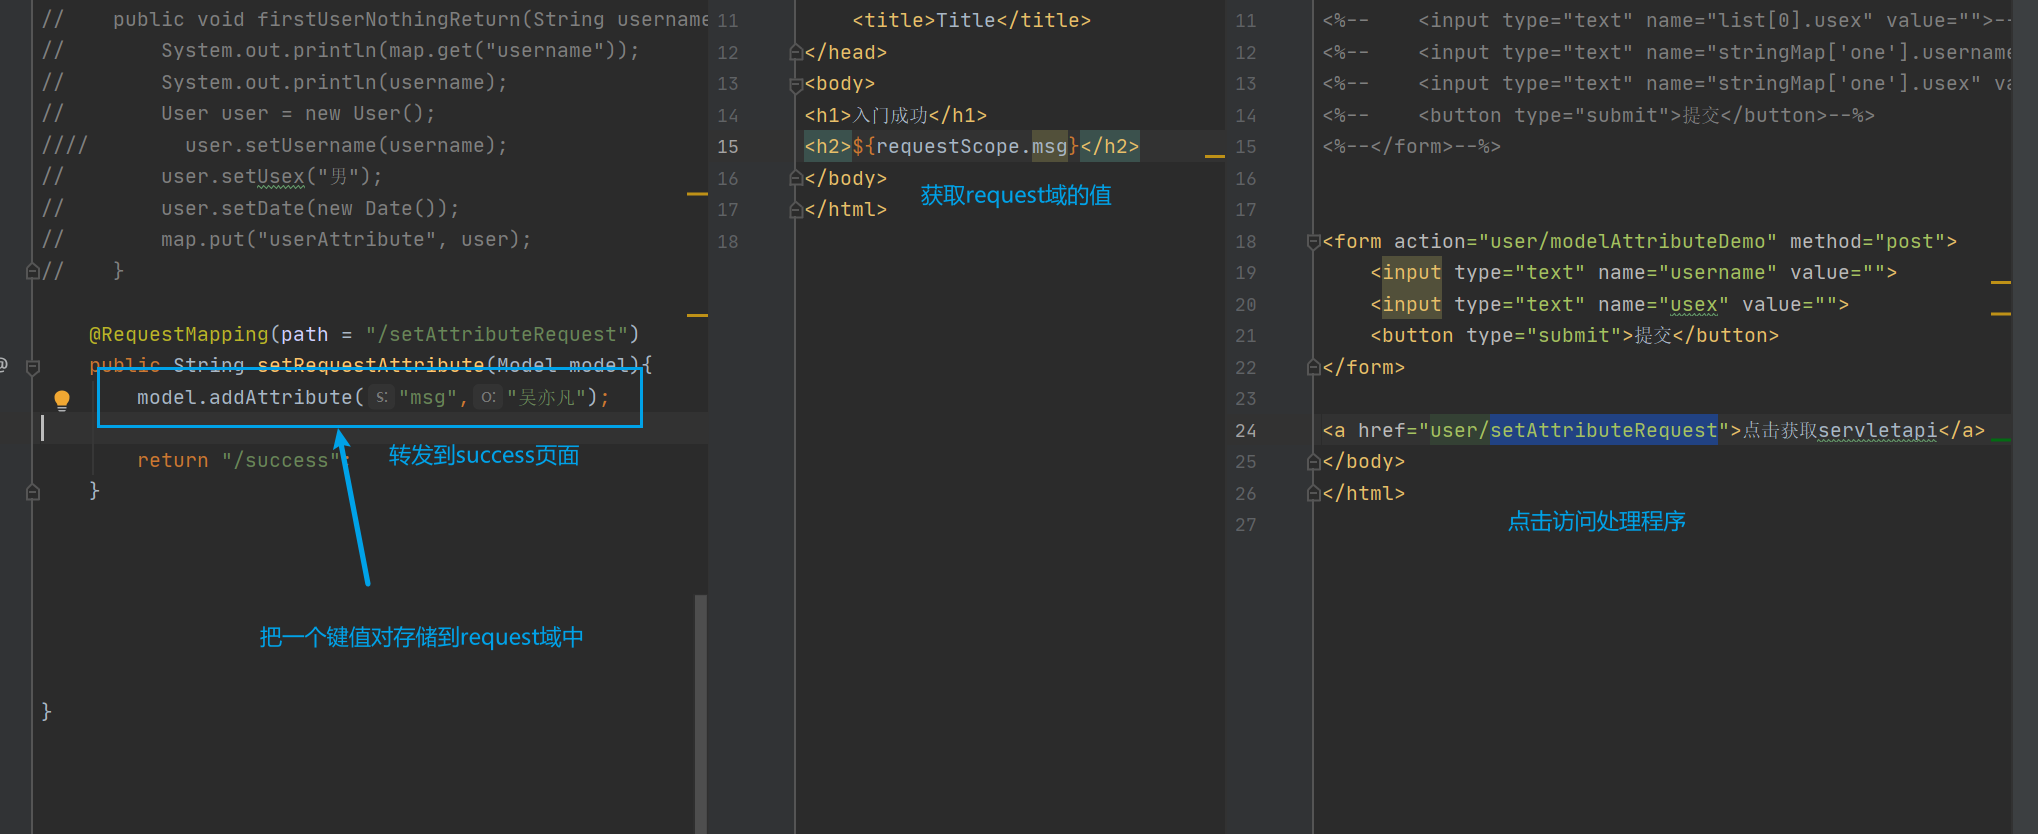 //    public void firstUserNothingReturn(String username
//        System.out.println(map.get("username"));
//        System.out.println(username);
//        User user = new User();
////        user.setUsername(username);
//        user.setUsex("男");
//        user.setDate(new Date());
//        map.put("userAttribute", user);
//    }
@RequestMapping(path = "/setAttributeRequest")
public String setRequestAttribute(Model model){
model.addAttribute( s: "msg", o: "吴亦凡");
return "/success";
}
转发到success页面
把一个键值对存储到request域中
}
11    <title>Title</title>
12 </head>
13 <body>
14 <h1>入门成功</h1>
15 <h2>${requestScope.msg}</h2>
16 </body>
17 </html>
18
获取request域的值
11 <%--    <input type="text" name="list[0].usex" value="">--
12 <%--    <input type="text" name="stringMap['one'].username
13 <%--    <input type="text" name="stringMap['one'].usex" va
14 <%--    <button type="submit">提交</button>--%>
15 <%--</form>--%>
16
17
18 <form action="user/modelAttributeDemo" method="post">
19     <input type="text" name="username" value="">
20     <input type="text" name="usex" value="">
21     <button type="submit">提交</button>
22 </form>
23
24 <a href="user/setAttributeRequest">点击获取servletapi</a>
25 </body>
26 </html>
27
点击访问处理程序